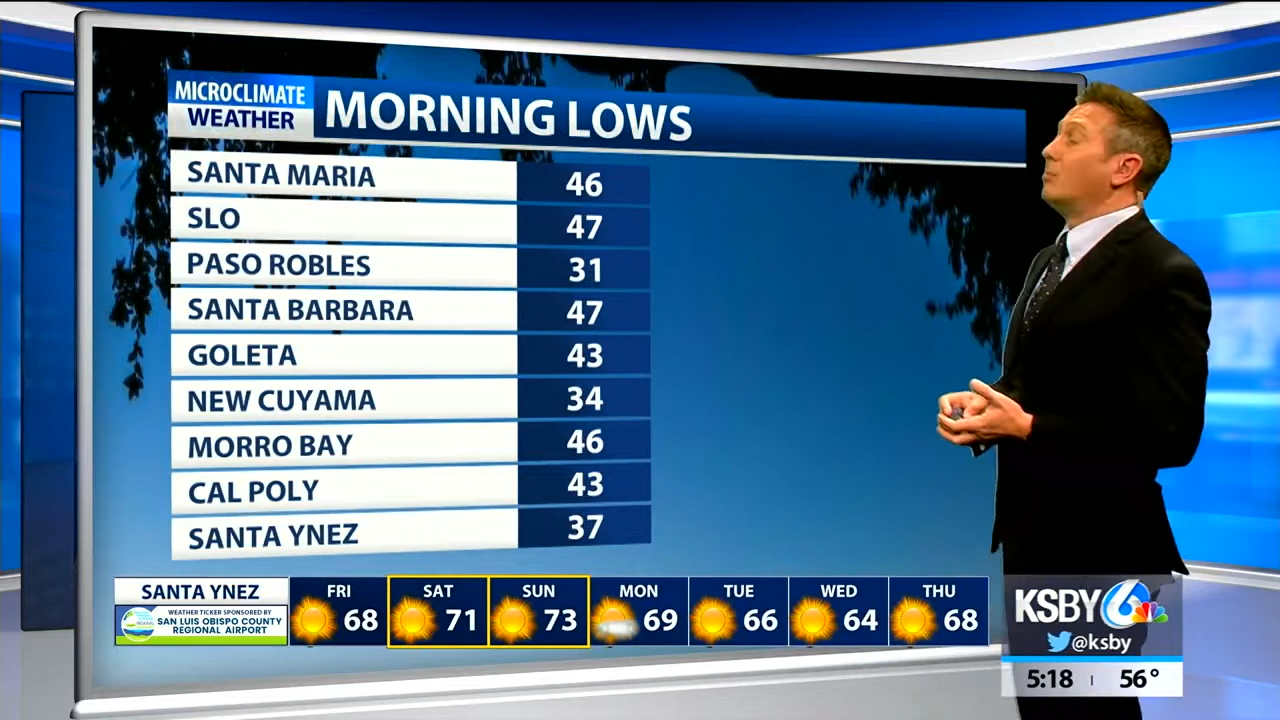 MICROCLIMATE
WEATHER
MORNING LOWS
SANTA MARIA 46
SLO 47
PASO ROBLES 31
SANTA BARBARA 47
GOLETA 43
NEW CUYAMA 34
MORRO BAY 46
CAL POLY 43
SANTA YNEZ 37
SANTA YNEZ
WEATHER TICKER SPONSORED BY
SAN LUIS OBISPO COUNTY
REGIONAL AIRPORT
FRI 68
SAT 71
SUN 73
MON 69
TUE 66
WED 64
THU 68
KSBY 6
@ksby
5:18 56°